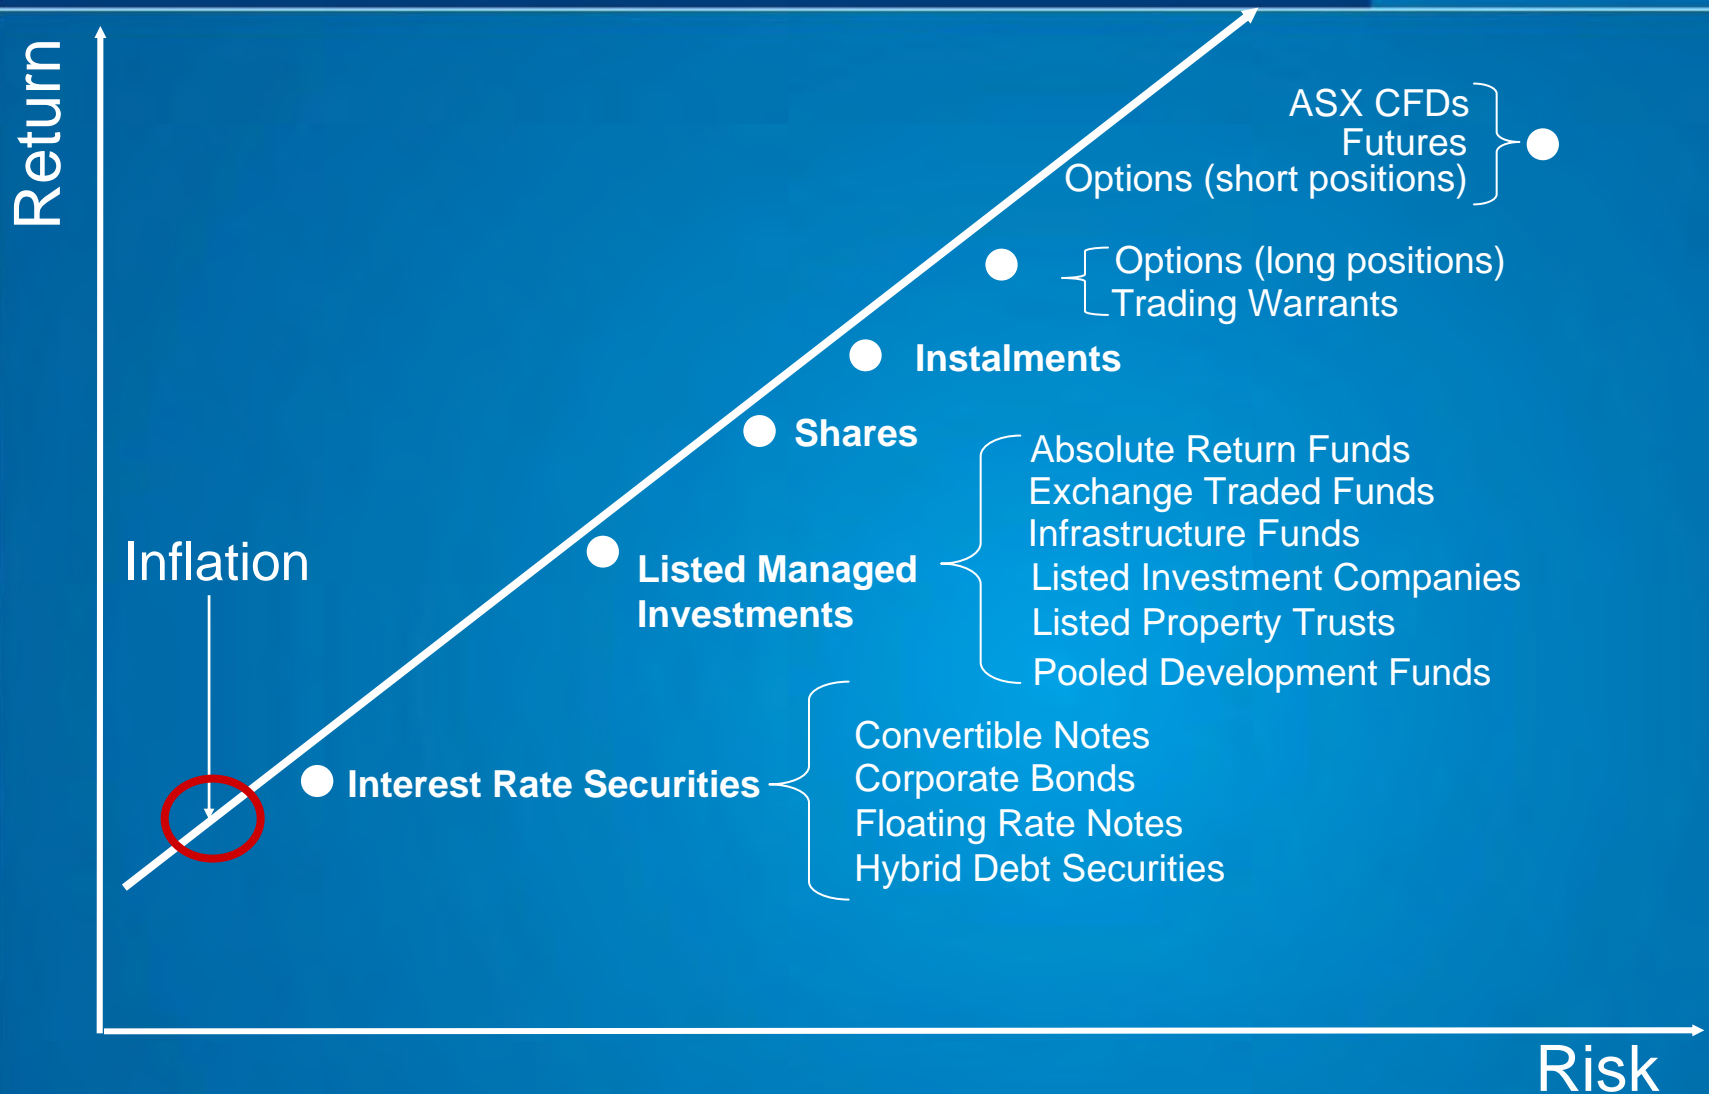 Return
ASX CFDs
Futures
Options (short positions)
Options (long positions)
Trading Warrants
Instalments
Shares
Absolute Return Funds
Exchange Traded Funds
Infrastructure Funds
Listed Investment Companies
Listed Property Trusts
Pooled Development Funds
Inflation
Listed Managed
Investments
Interest Rate Securities
Convertible Notes
Corporate Bonds
Floating Rate Notes
Hybrid Debt Securities
Risk